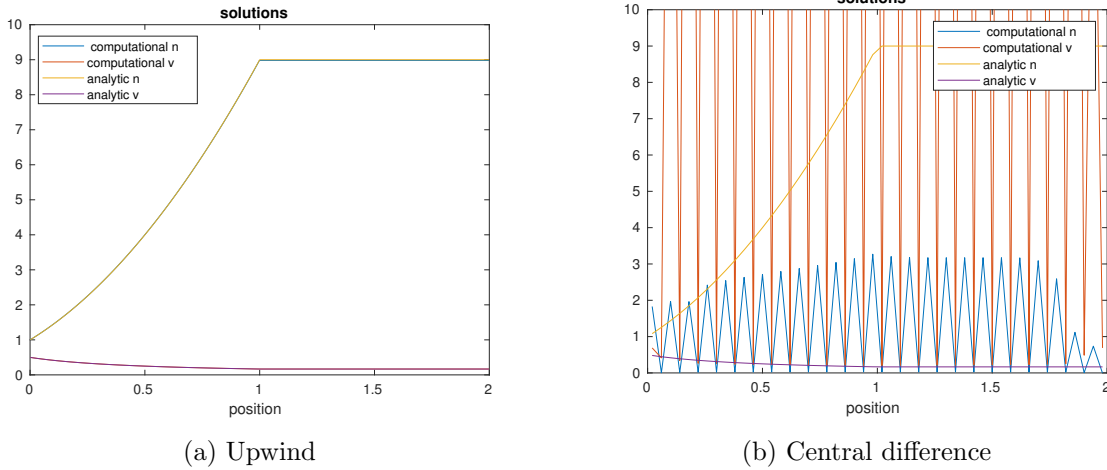 solutions
10
9
8
7
6
5
4
3
2
1
0
computational n
computational v
analytic n
analytic v
0
0.5
1
1.5
2
position
(a) Upwind
solutions
10
9
8
7
6
5
4
3
2
1
0
computational n
computational v
analytic n
analytic v
0
0.5
1
1.5
2
position
(b) Central difference